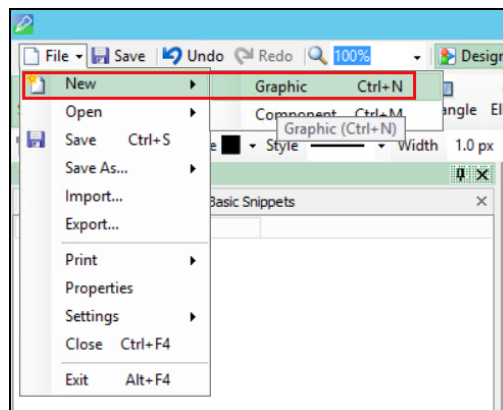 File Save Undo Redo 100% Design
New Graphic Ctrl+N
Open Component Ctrl+M
Graphic (Ctrl+N)
Save Ctrl+S Style Width 1.0 px
Save As...
Import... Basic Snippets
Export...
Print
Properties
Settings
Close Ctrl+F4
Exit Alt+F4